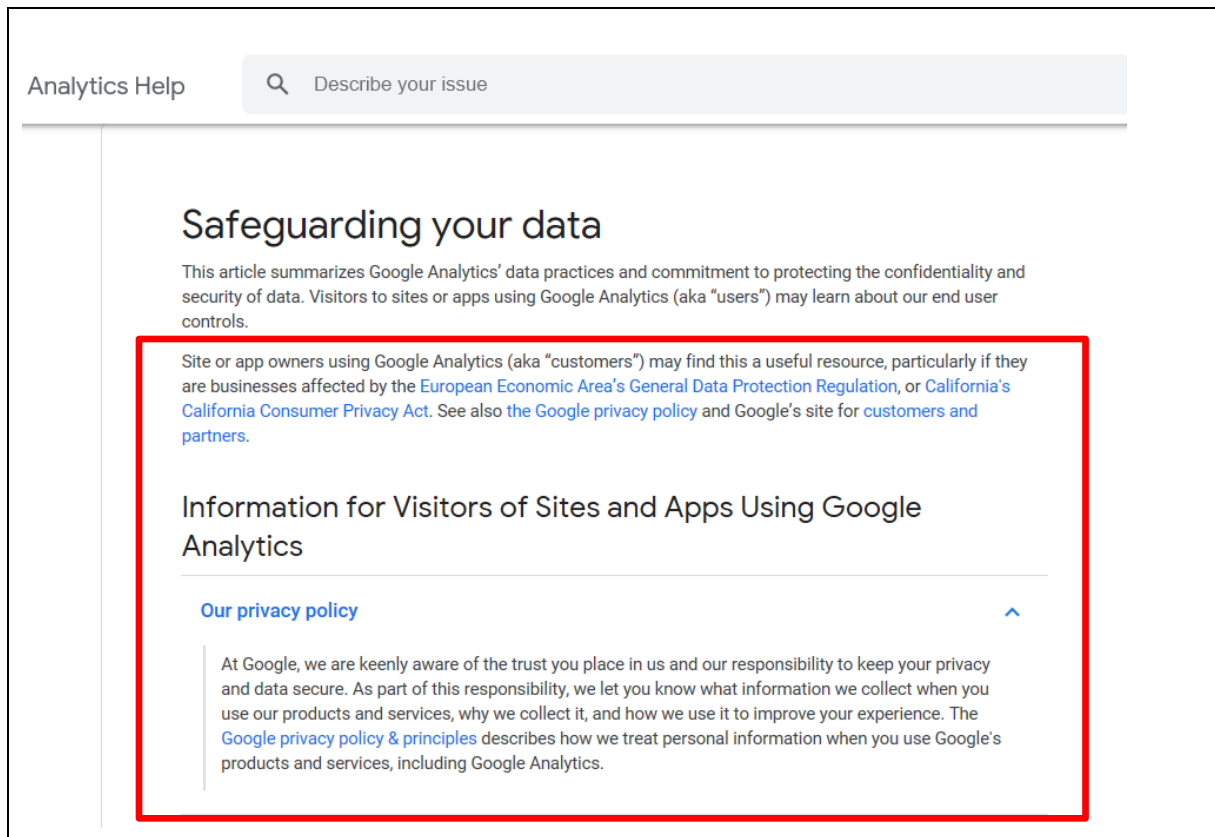 Analytics Help
Describe your issue
Safeguarding your data
This article summarizes Google Analytics’ data practices and commitment to protecting the confidentiality and
security of data. Visitors to sites or apps using Google Analytics (aka “users”) may learn about our end user
controls.
Site or app owners using Google Analytics (aka “customers”) may find this a useful resource, particularly if they
are businesses affected by the European Economic Area’s General Data Protection Regulation, or California's
California Consumer Privacy Act. See also the Google privacy policy and Google’s site for customers and
partners.
Information for Visitors of Sites and Apps Using Google
Analytics
Our privacy policy
At Google, we are keenly aware of the trust you place in us and our responsibility to keep your privacy
and data secure. As part of this responsibility, we let you know what information we collect when you
use our products and services, why we collect it, and how we use it to improve your experience. The
Google privacy policy & principles describes how we treat personal information when you use Google's
products and services, including Google Analytics.